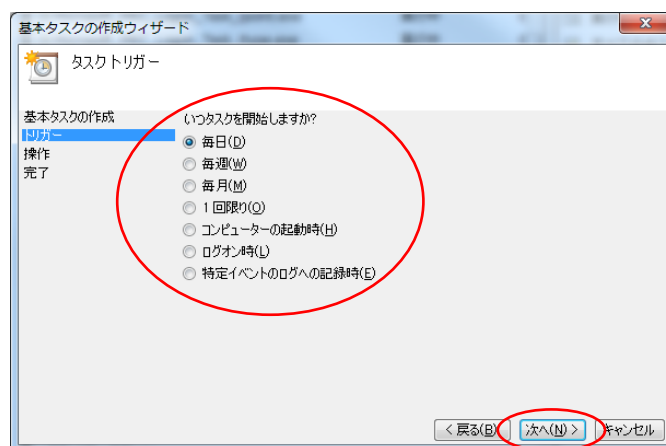 基本タスクの作成ウィザード
タスクトリガー
基本タスクの作成
トリガー
操作
完了
いつタスクを開始しますか?
毎日(D)
毎週(W)
毎月(M)
1回限り(O)
コンピューターの起動時(H)
ログオン時(L)
特定イベントのログへの記録時(E)
< 戻る(B) 次へ(N) > キャンセル